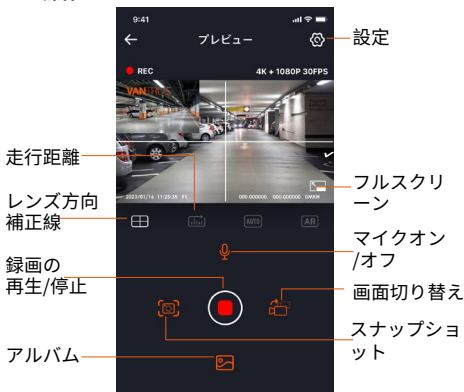 9:41
プレビュー
設定
REC
4K + 1080P 30FPS
VANTRUE
走行距離
フルスクリ
ーン
2023/01/16 11:25:35 F1
000.000000. 000.000000. 0MKH
レンズ方向
補正線
AUTO
AR
マイクオン
/オフ
録画の
再生/停止
画面切り替え
スナップショ
ット
アルバム